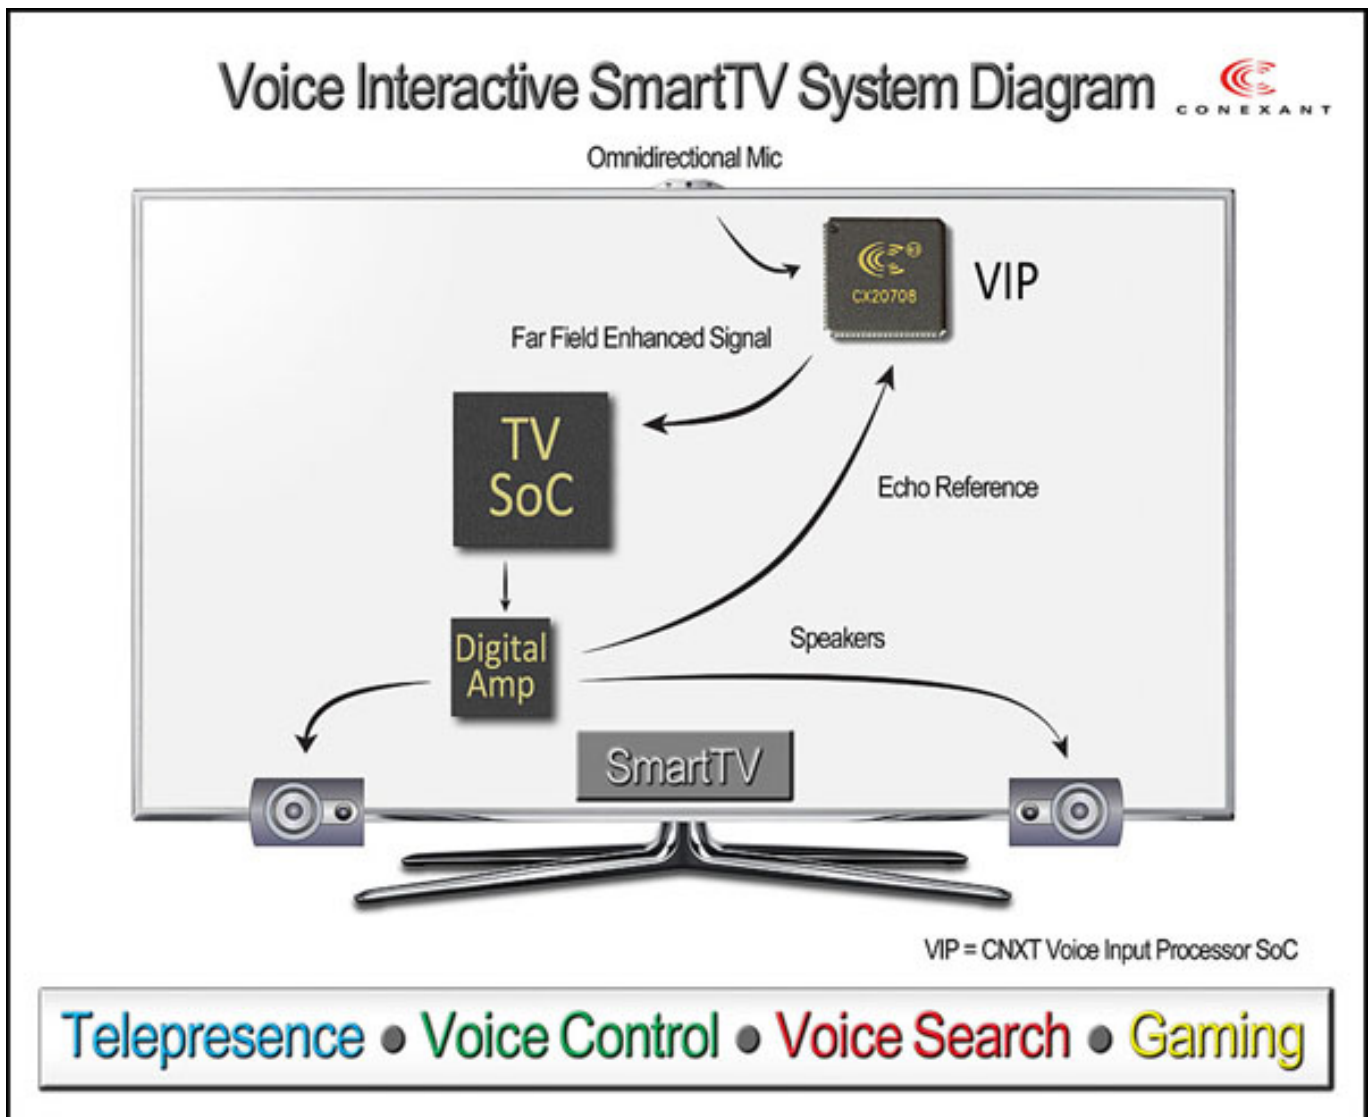 Voice Interactive SmartTV System Diagram
CONEXANT
Omnidirectional Mic
CX20708
VIP
Far Field Enhanced Signal
TV
SoC
Echo Reference
Digital
Amp
Speakers
SmartTV
VIP = CNXT Voice Input Processor SoC
Telepresence • Voice Control • Voice Search • Gaming